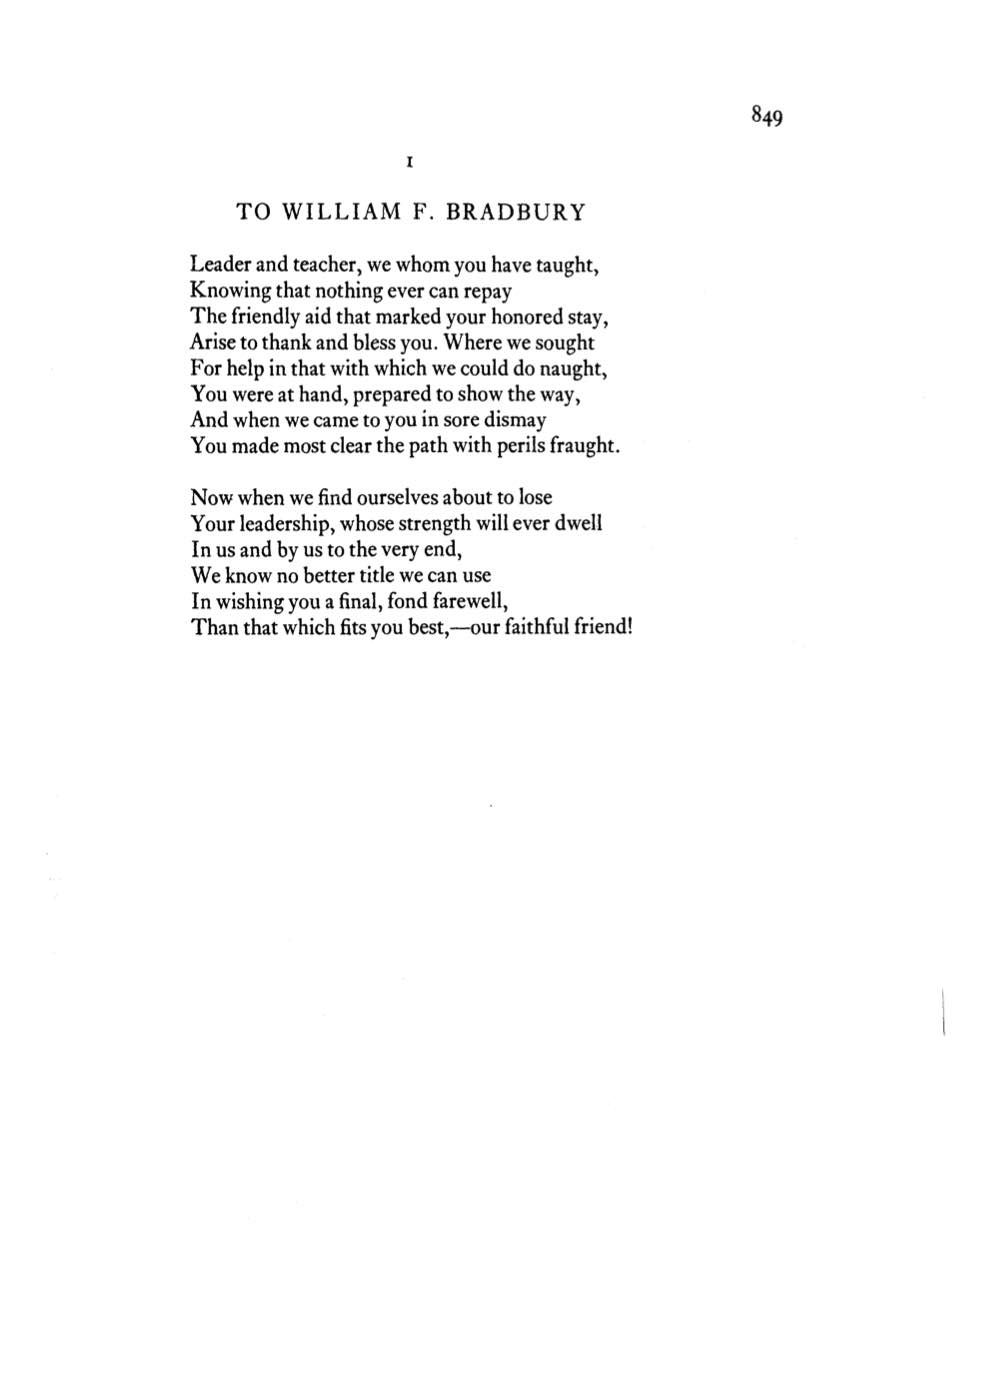 849
I
TO WILLIAM F. BRADBURY
Leader and teacher, we whom you have taught,
Knowing that nothing ever can repay
The friendly aid that marked your honored stay,
Arise to thank and bless you. Where we sought
For help in that with which we could do naught,
You were at hand, prepared to show the way,
And when we came to you in sore dismay
You made most clear the path with perils fraught.
Now when we find ourselves about to lose
Your leadership, whose strength will ever dwell
In us and by us to the very end,
We know no better title we can use
In wishing you a final, fond farewell,
Than that which fits you best,—our faithful friend!